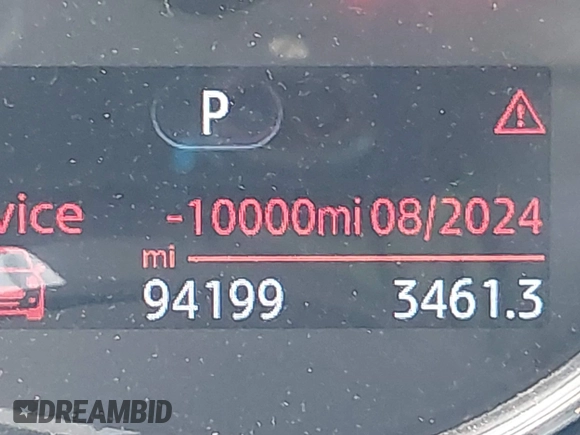 P
vice -10000mi 08/2024
mi
94199 3461.3
DREAMBID